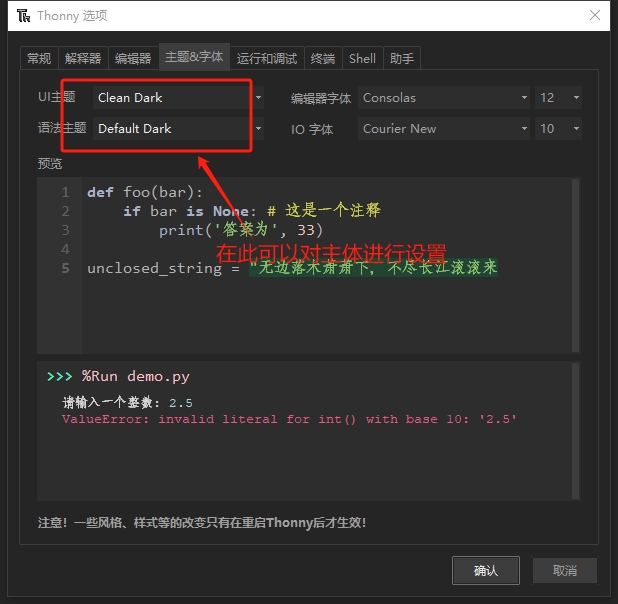 Thonny 选项
常规 解释器 编辑器 主题&字体 运行和调试 终端 Shell 助手
UI主题 Clean Dark 编辑器字体 Consolas 12
语法主题 Default Dark IO 字体 Courier New 10
预览
1 def foo(bar):
2 if bar is None: # 这是一个注释
3 print('答案为', 33)
在此可以对主体进行设置
4
5 unclosed_string = "无边落木萧萧下，不尽长江滚滚来
>>> %Run demo.py
请输入一个整数: 2.5
ValueError: invalid literal for int() with base 10: '2.5'
注意！一些风格、样式等的改变只有在重启Thonny后才生效!
确认 取消